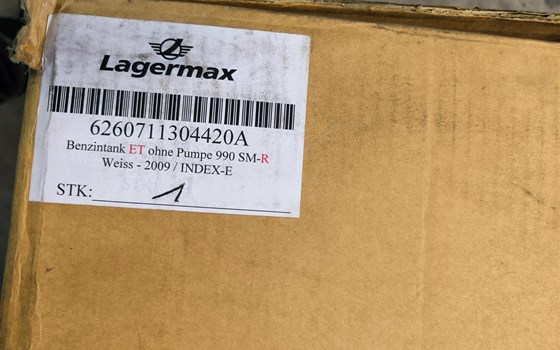 Lagermax
6260711304420A
Benzintank ET ohne Pumpe 990 SM-R
Weiss - 2009 / INDEX-E
STK: 1